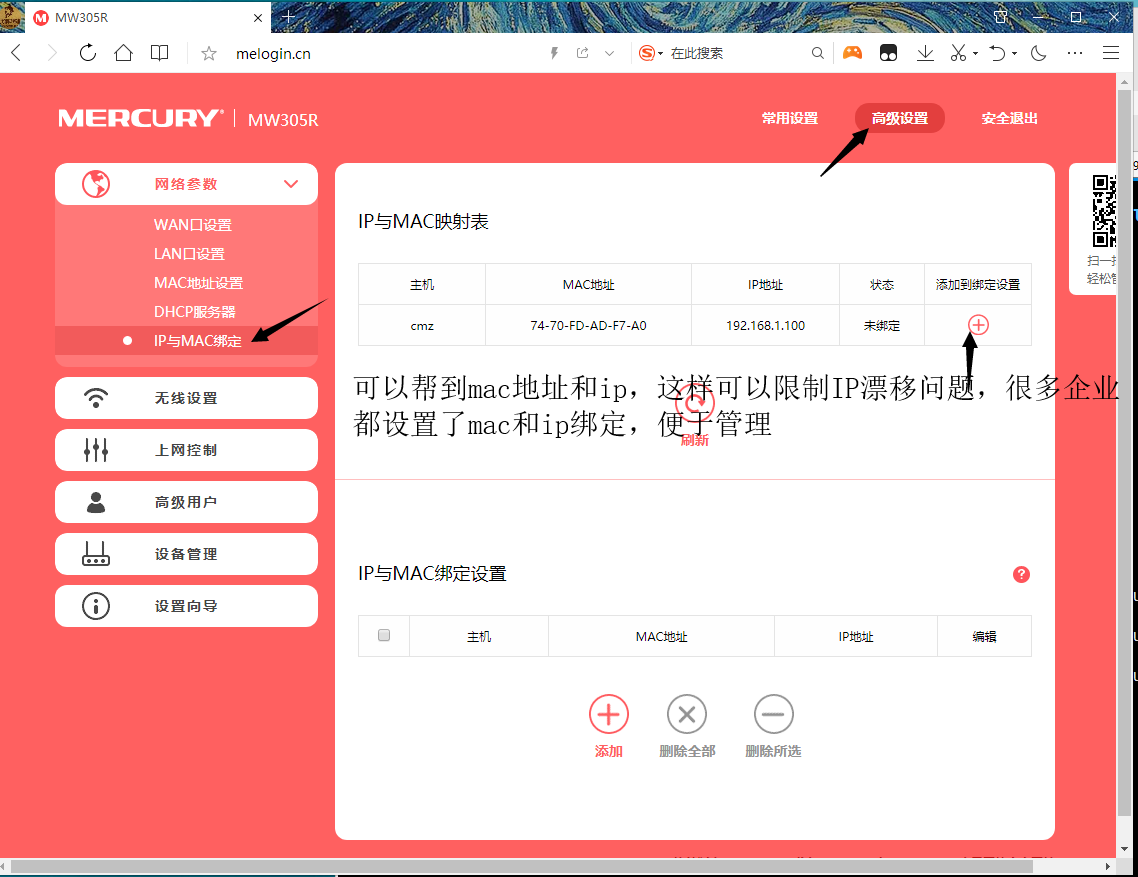 MW305R
melogin.cn
在此搜索
MERCURY® MW305R
常用设置
高级设置
安全退出
网络参数
WAN口设置
LAN口设置
MAC地址设置
DHCP服务器
IP与MAC绑定
无线设置
上网控制
高级用户
设备管理
设置向导
IP与MAC映射表
主机 MAC地址 IP地址 状态 添加到绑定设置
cmz 74-70-FD-AD-F7-A0 192.168.1.100 未绑定
可以帮到mac地址和ip，这样可以限制IP漂移问题，很多企业
都设置了mac和ip绑定，便于管理
刷新
IP与MAC绑定设置
主机 MAC地址 IP地址 编辑
添加
删除全部
删除所选
扫一
轻松